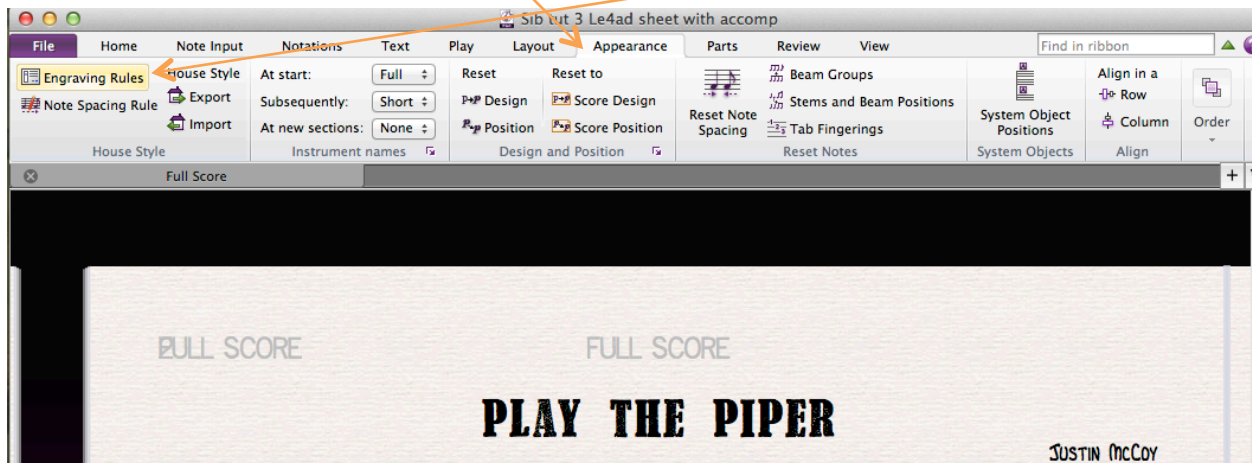 Sib tut 3 Le4ad sheet with accomp
File Home Note Input Notations Text Play Layout Appearance Parts Review View Find in ribbon
Engraving Rules House Style At start: Full Reset Reset to Beam Groups Align in a
Note Spacing Rule Export Subsequently: Short Design Score Design Reset Note Spacing Stems and Beam Positions System Object Positions Row Order
Import At new sections: None Position Score Position Tab Fingerings Column
House Style Instrument names Design and Position Reset Notes System Objects Align
Full Score +
FULL SCORE
PLAY THE PIPER
JUSTIN MCCOY